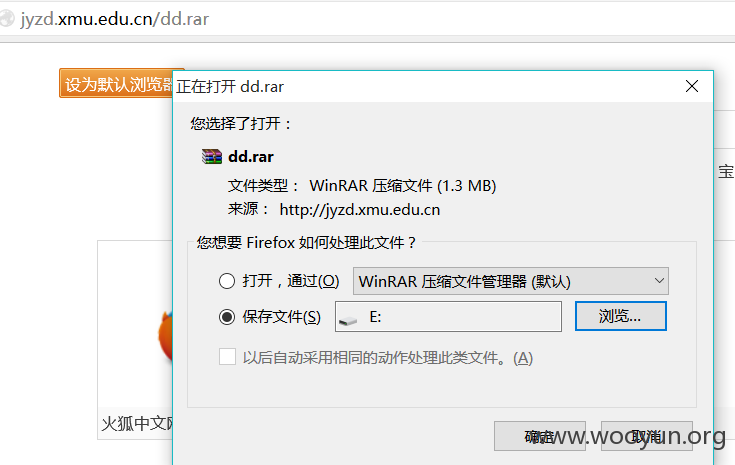 jyzd.xmu.edu.cn/dd.rar
设为默认浏览器
正在打开 dd.rar
您选择了打开：
dd.rar
文件类型： WinRAR 压缩文件 (1.3 MB)
来源： http://jyzd.xmu.edu.cn
宝
您想要 Firefox 如何处理此文件？
打开，通过(O) WinRAR 压缩文件管理器 (默认)
保存文件(S) E: 浏览...
以后自动采用相同的动作处理此类文件。(A)
火狐中文网
确定 取消
www.wooyun.org